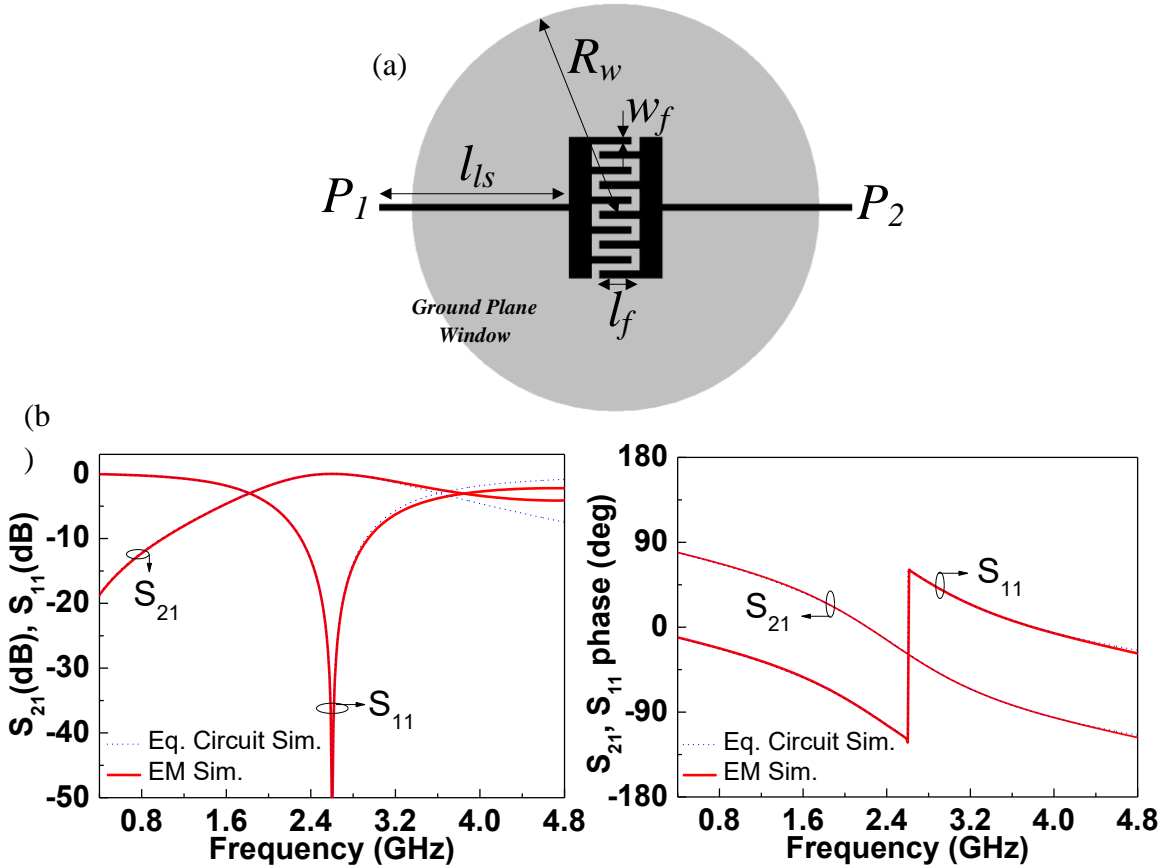 (a)
R_w
w_f
l_ls
P_1
P_2
l_f
Ground Plane
Window
(b
)
S_21(dB), S_11(dB)
0
-10
-20
-30
-40
-50
S_21
S_11
Eq. Circuit Sim.
EM Sim.
0.8 1.6 2.4 3.2 4.0 4.8
Frequency (GHz)
S_21, S_11 phase (deg)
180
90
0
-90
-180
S_11
S_21
Eq. Circuit Sim.
EM Sim.
0.8 1.6 2.4 3.2 4.0 4.8
Frequency (GHz)